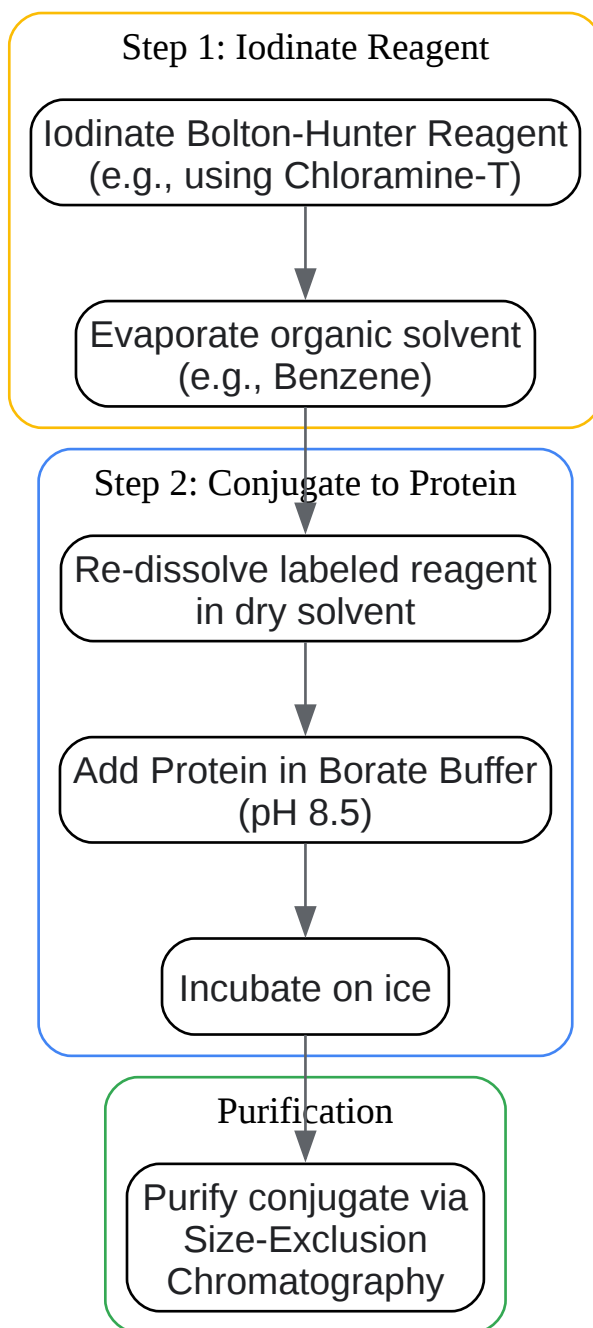 Step 1: Iodinate Reagent
Iodinate Bolton-Hunter Reagent
(e.g., using Chloramine-T)
Evaporate organic solvent
(e.g., Benzene)
Step 2: Conjugate to Protein
Re-dissolve labeled reagent
in dry solvent
Add Protein in Borate Buffer
(pH 8.5)
Incubate on ice
Purification
Purify conjugate via
Size-Exclusion
Chromatography